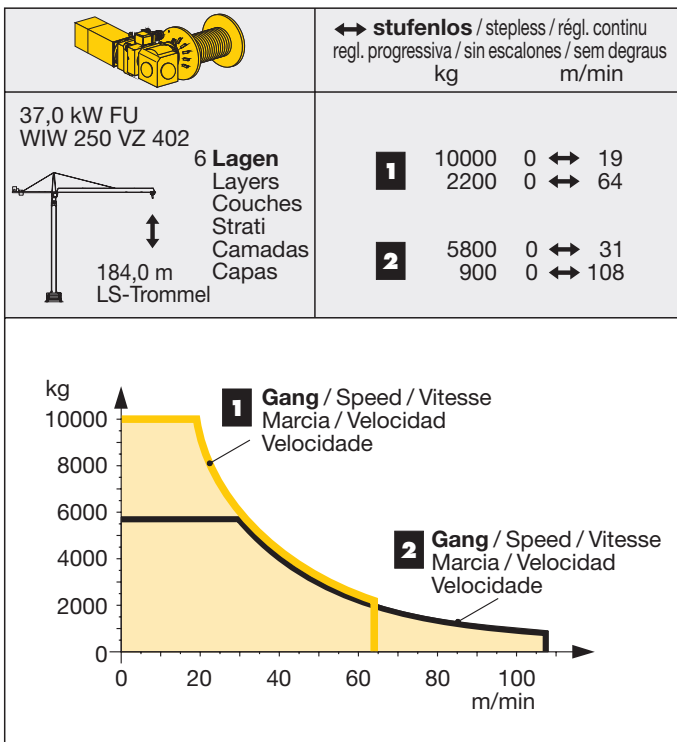 ↔ stufenlos / stepless / régl. continu
regl. progressiva / sin escalones / sem degraus
kg m/min
37,0 kW FU
WIW 250 VZ 402
6 Lagen
Layers
Couches
Strati
Camadas
Capas
184,0 m
LS-Trommel
1
10000 0 ↔ 19
2200 0 ↔ 64
2
5800 0 ↔ 31
900 0 ↔ 108
kg
10000
8000
6000
4000
2000
0
1 Gang / Speed / Vitesse
Marcia / Velocidad
Velocidade
2 Gang / Speed / Vitesse
Marcia / Velocidad
Velocidade
0 20 40 60 80 100
m/min